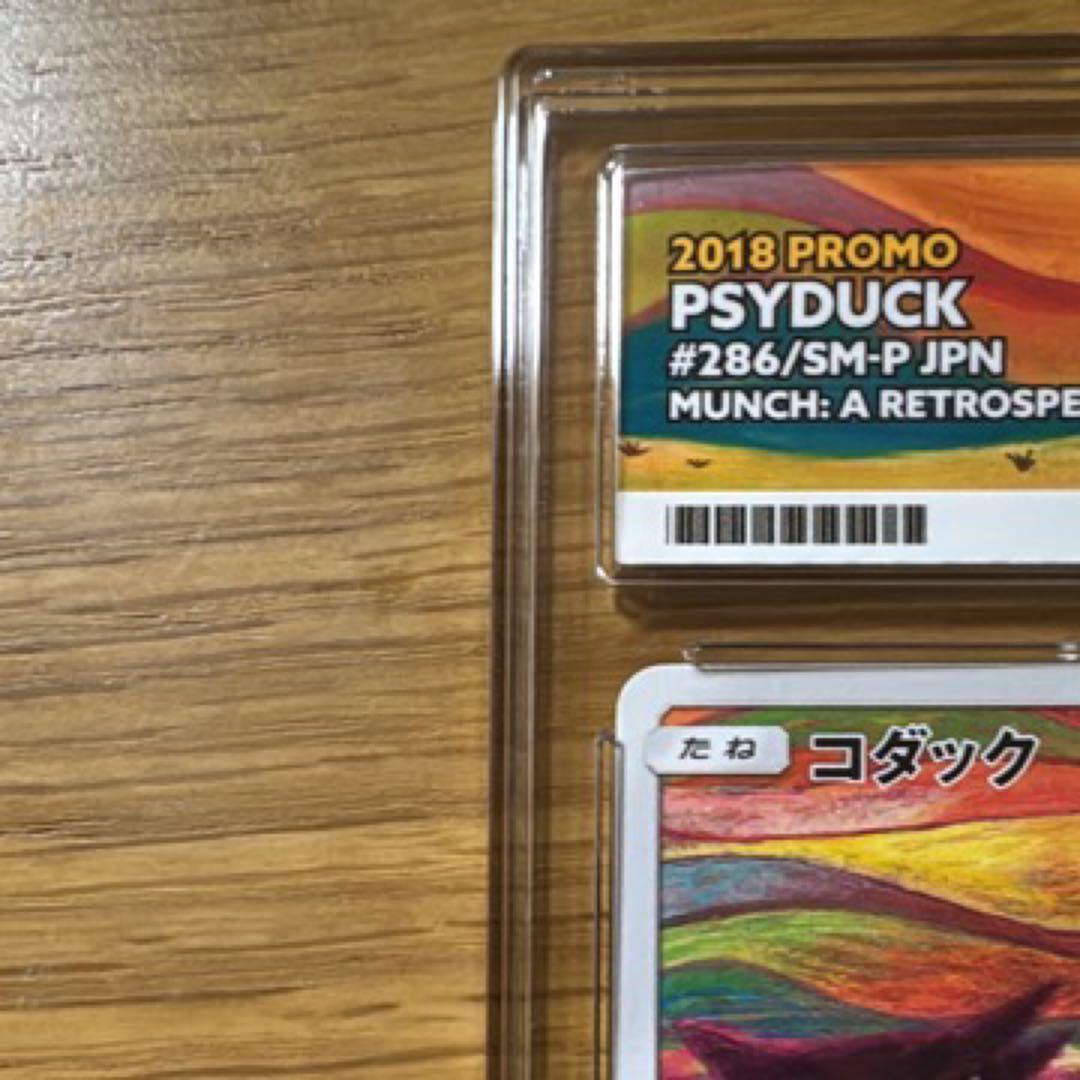 2018 PROMO
PSYDUCK
#286/SM-P JPN
MUNCH: A RETROSPE
たね コダック